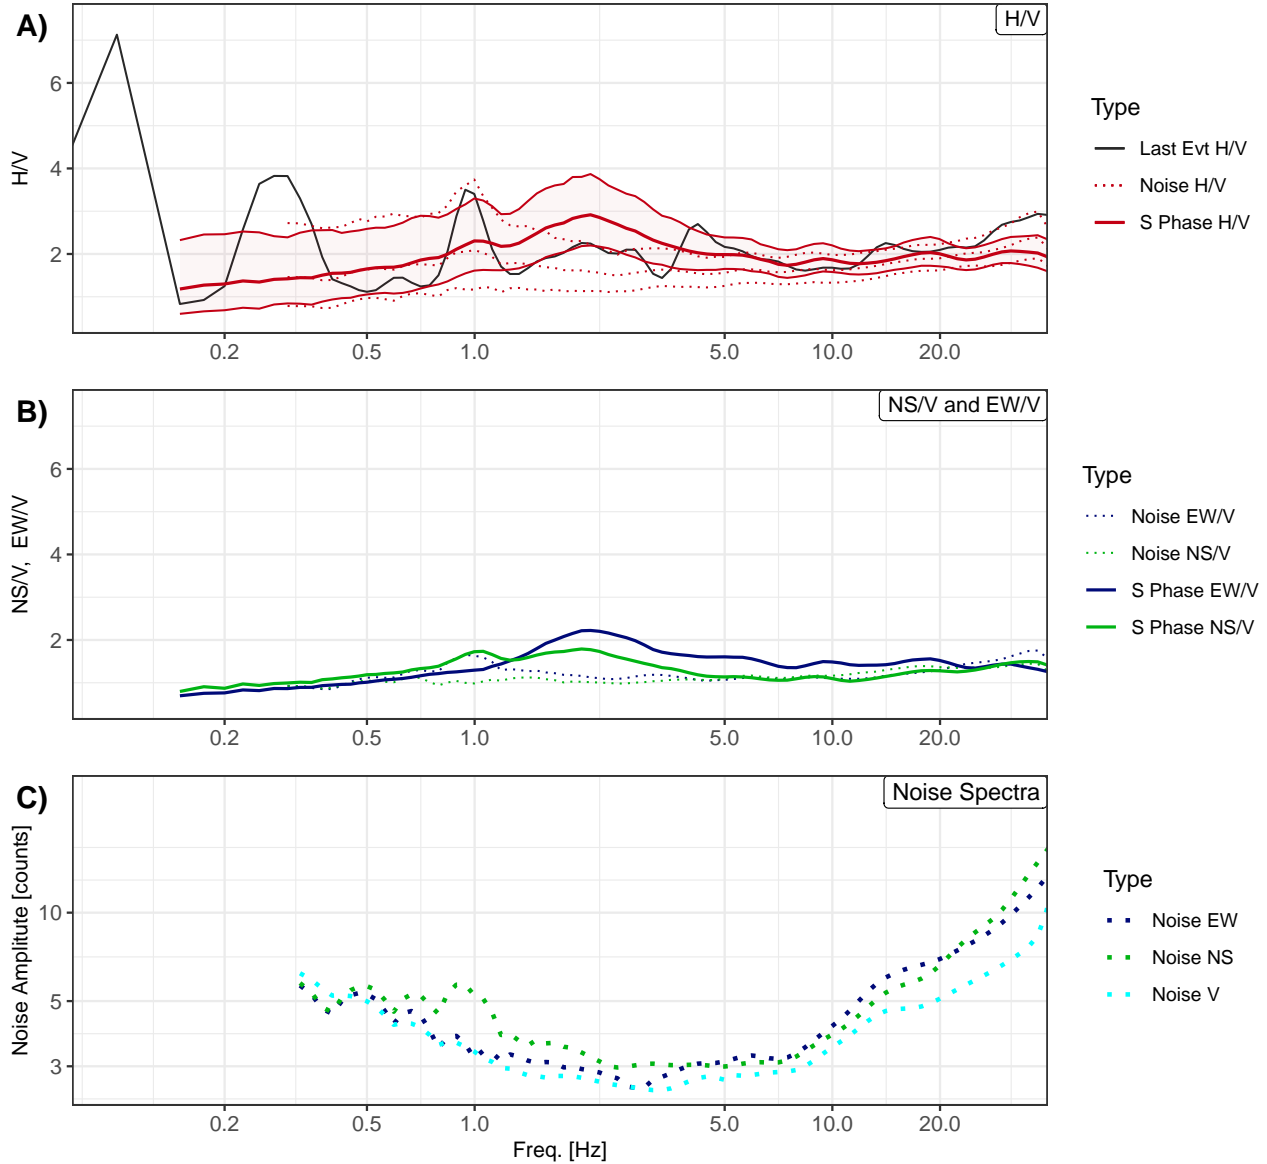 A)
H/V
H/V
6
4
2
0.2 0.5 1.0 5.0 10.0 20.0
Type
Last Evt H/V
Noise H/V
S Phase H/V
B)
NS/V and EW/V
NS/V, EW/V
6
4
2
0.2 0.5 1.0 5.0 10.0 20.0
Type
Noise EW/V
Noise NS/V
S Phase EW/V
S Phase NS/V
C)
Noise Spectra
Noise Amplitute [counts]
10
5
3
0.2 0.5 1.0 5.0 10.0 20.0
Freq. [Hz]
Type
Noise EW
Noise NS
Noise V